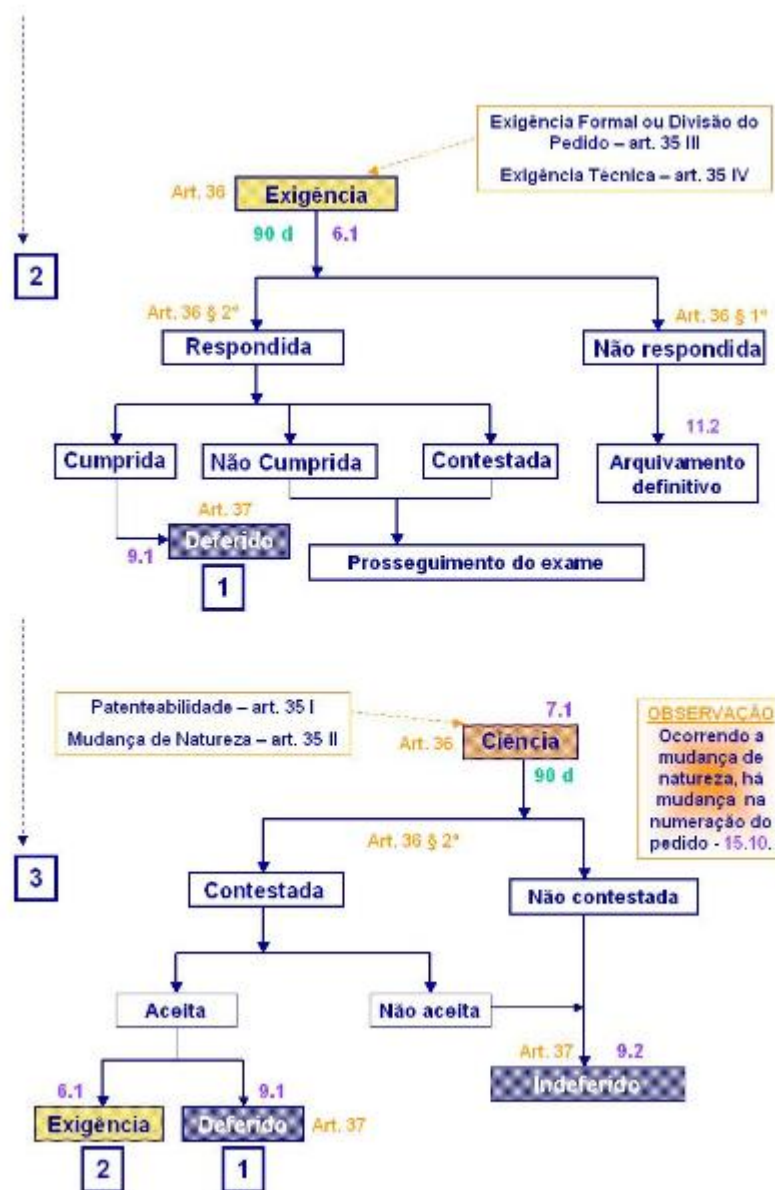 Exigência Formal ou Divisão do
Pedido – art. 35 III
Exigência Técnica – art. 35 IV
Art. 36
Exigência
90 d
6.1
2
Art. 36 § 2°
Art. 36 § 1°
Respondida
Não respondida
11.2
Cumprida
Não Cumprida
Contestada
Arquivamento
definitivo
Art. 37
9.1
Deferido
Prosseguimento do exame
1
Patenteabilidade – art. 35 I
Mudança de Natureza – art. 35 II
7.1
Art. 36
Ciência
90 d
OBSERVAÇÃO
Ocorrendo a
mudança de
natureza, há
mudança na
numeração do
pedido - 15.10.
Art. 36 § 2°
3
Contestada
Não contestada
Aceita
Não aceita
Art. 37
9.2
Indeferido
6.1
9.1
Exigência
Deferido
Art. 37
2
1